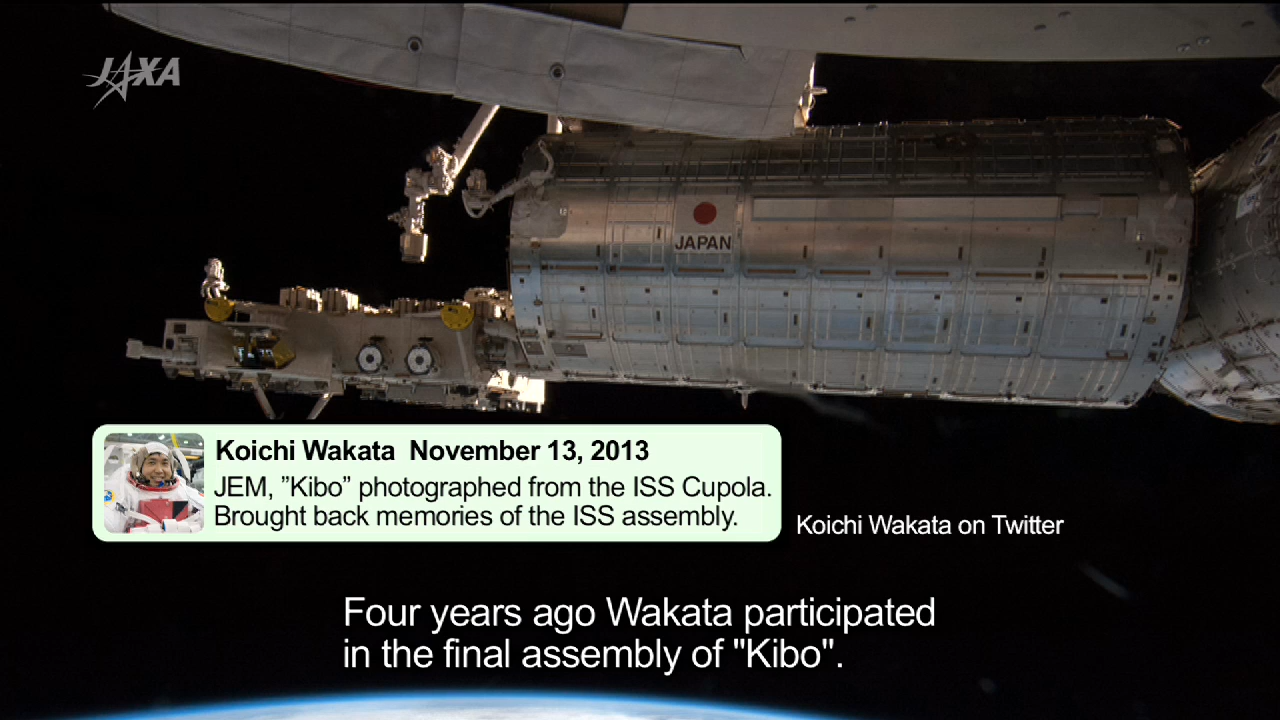 JAXA
JAPAN
Koichi Wakata  November 13, 2013
JEM, ”Kibo” photographed from the ISS Cupola.
Brought back memories of the ISS assembly.
Koichi Wakata on Twitter
Four years ago Wakata participated
in the final assembly of "Kibo".